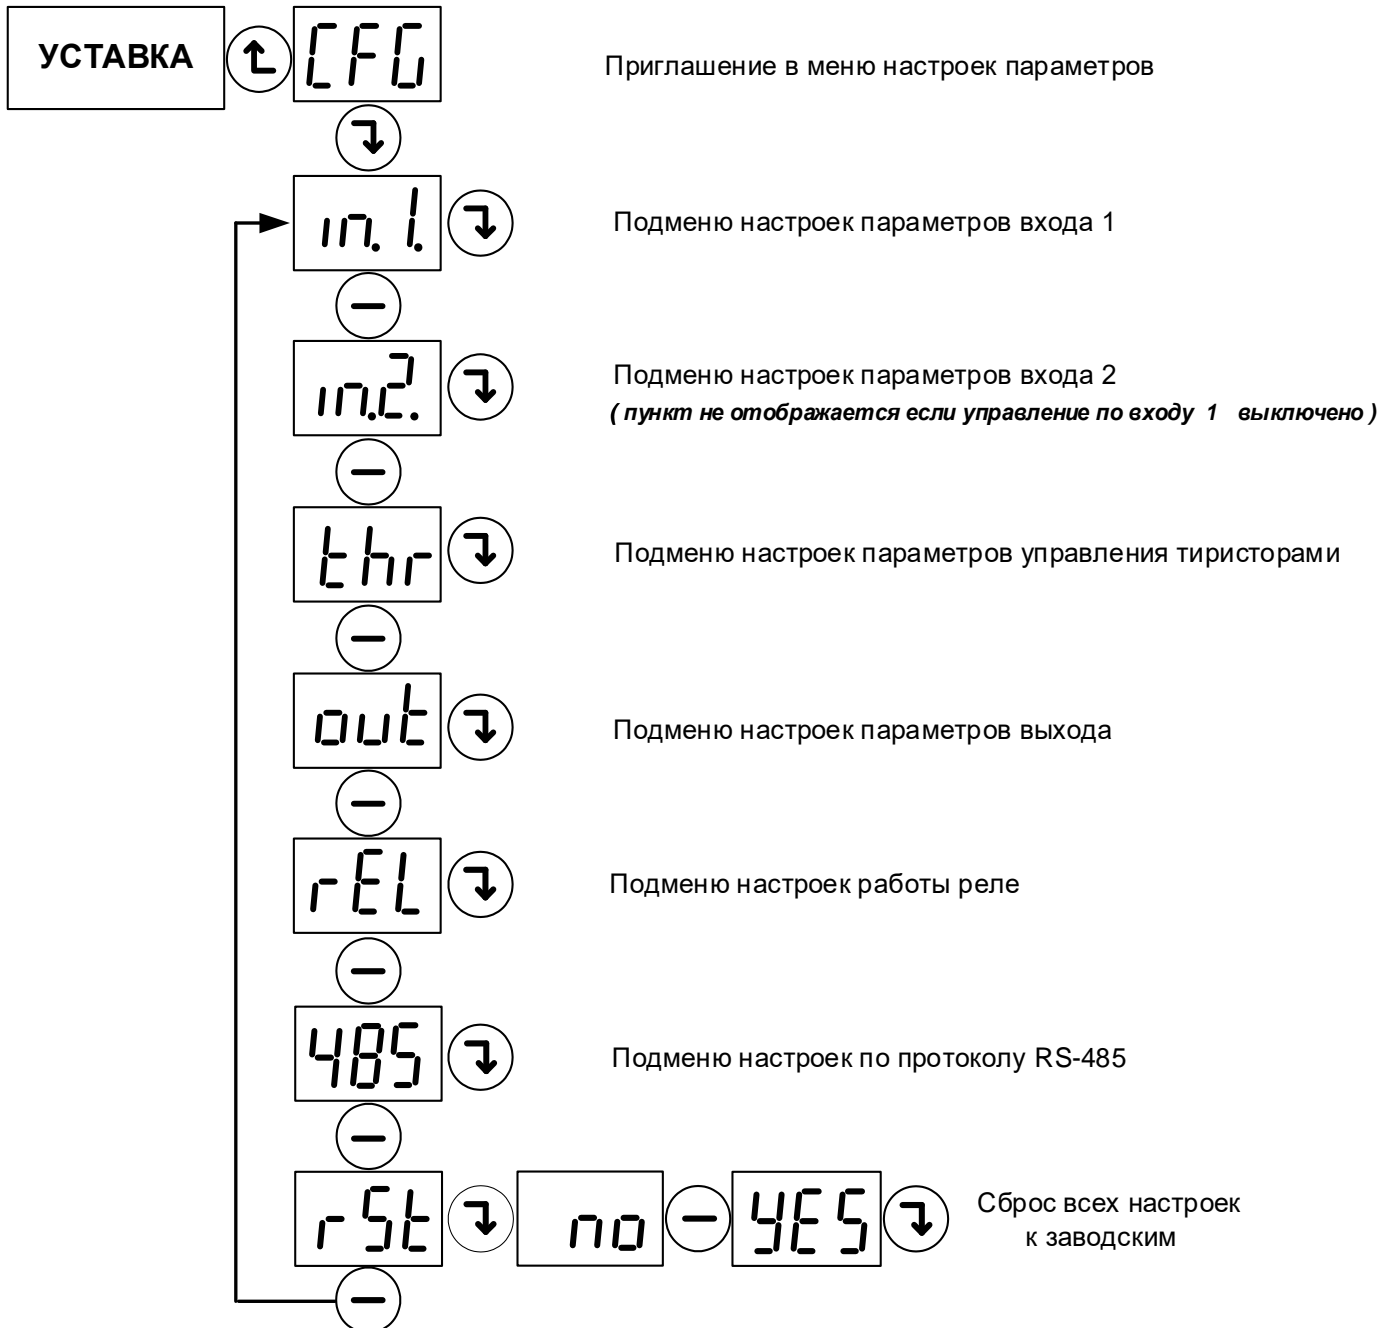 УСТАВКА
CFG
Приглашение в меню настроек параметров
in.1.
Подменю настроек параметров входа 1
in.2.
Подменю настроек параметров входа 2
( пункт не отображается если управление по входу 1 выключено )
thr
Подменю настроек параметров управления тиристорами
out
Подменю настроек параметров выхода
rEL
Подменю настроек работы реле
485
Подменю настроек по протоколу RS-485
rSt
no
YES
Сброс всех настроек
к заводским